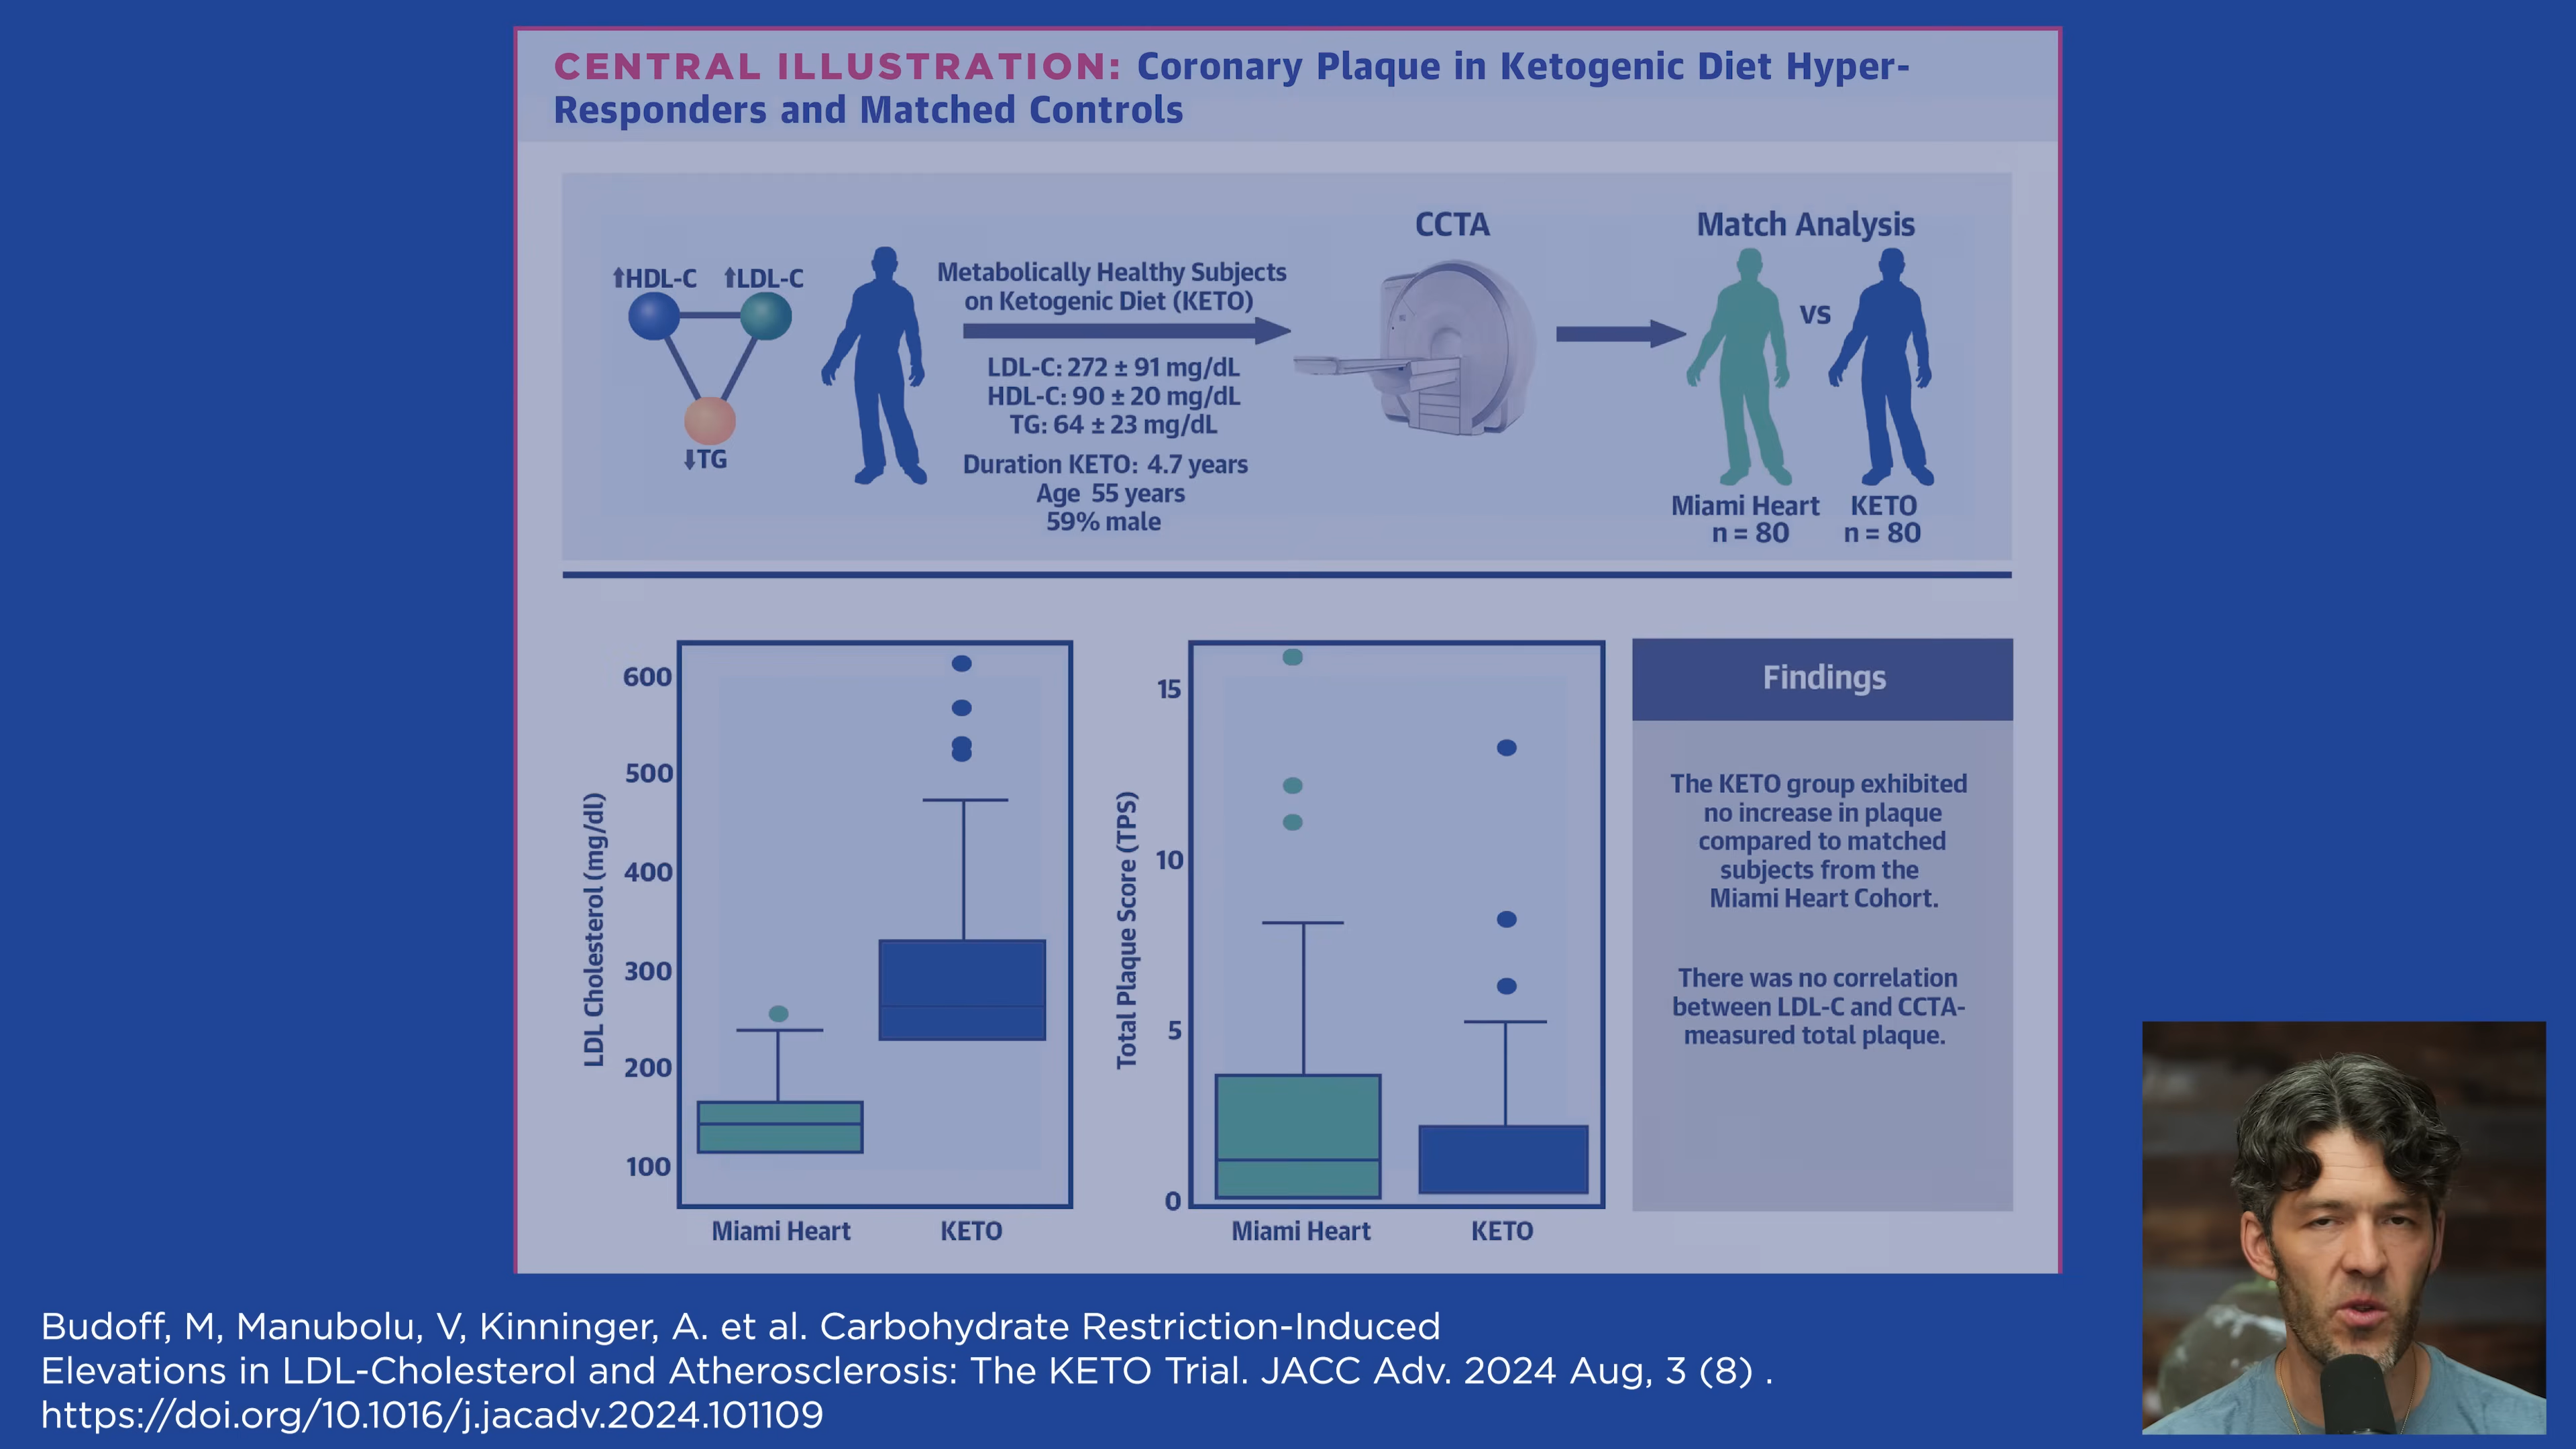 CENTRAL ILLUSTRATION: Coronary Plaque in Ketogenic Diet Hyper-
Responders and Matched Controls
↑HDL-C ↑LDL-C
↓TG
Metabolically Healthy Subjects
on Ketogenic Diet (KETO)
LDL-C: 272 ± 91 mg/dL
HDL-C: 90 ± 20 mg/dL
TG: 64 ± 23 mg/dL
Duration KETO: 4.7 years
Age 55 years
59% male
CCTA
Match Analysis
VS
Miami Heart
n = 80
KETO
n = 80
LDL Cholesterol (mg/dl)
600
500
400
300
200
100
Miami Heart KETO
Total Plaque Score (TPS)
15
10
5
0
Miami Heart KETO
Findings
The KETO group exhibited
no increase in plaque
compared to matched
subjects from the
Miami Heart Cohort.
There was no correlation
between LDL-C and CCTA-
measured total plaque.
Budoff, M, Manubolu, V, Kinninger, A. et al. Carbohydrate Restriction-Induced
Elevations in LDL-Cholesterol and Atherosclerosis: The KETO Trial. JACC Adv. 2024 Aug, 3 (8) .
https://doi.org/10.1016/j.jacadv.2024.101109